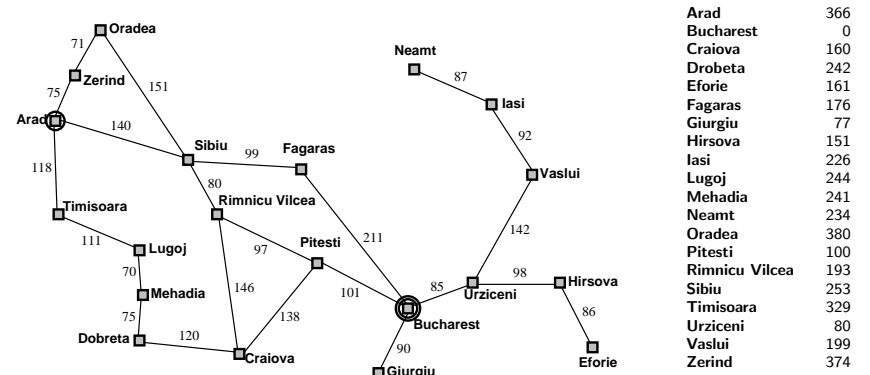 Oradea
71
Neamt
87
Zerind
151
75
Iasi
Arad
140
92
Sibiu
Fagaras
99
118
Vaslui
80
Rimnicu Vilcea
Timisoara
211
142
111
Lugoj
97
Pitesti
70
98
Hirsova
146
85
Mehadia
101
Urziceni
86
75
138
Bucharest
Dobreta
120
90
Craiova
Eforie
Giurgiu
Arad 366
Bucharest 0
Craiova 160
Drobeta 242
Eforie 161
Fagaras 176
Giurgiu 77
Hirsova 151
Iasi 226
Lugoj 244
Mehadia 241
Neamt 234
Oradea 380
Pitesti 100
Rimnicu Vilcea 193
Sibiu 253
Timisoara 329
Urziceni 80
Vaslui 199
Zerind 374